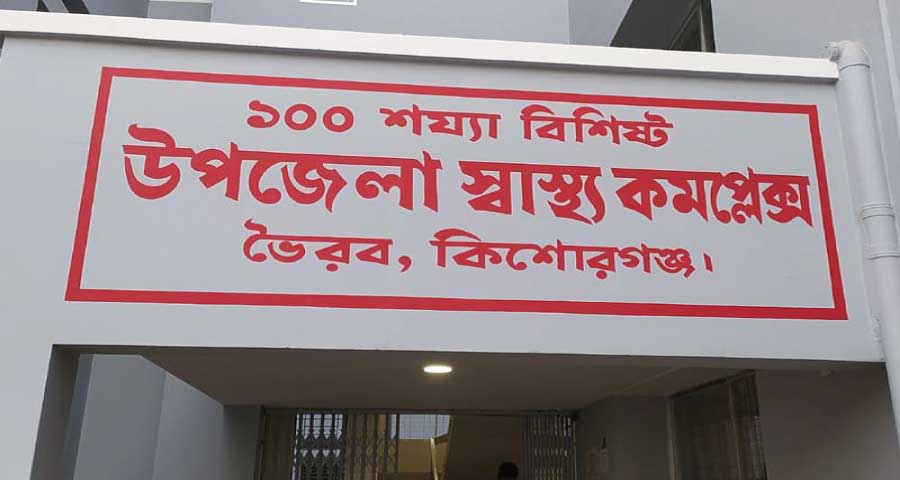 ১০০ শয্যা বিশিষ্ট
উপজেলা স্বাস্থ্য কমপ্লেক্স
ভৈরব, কিশোরগঞ্জ।